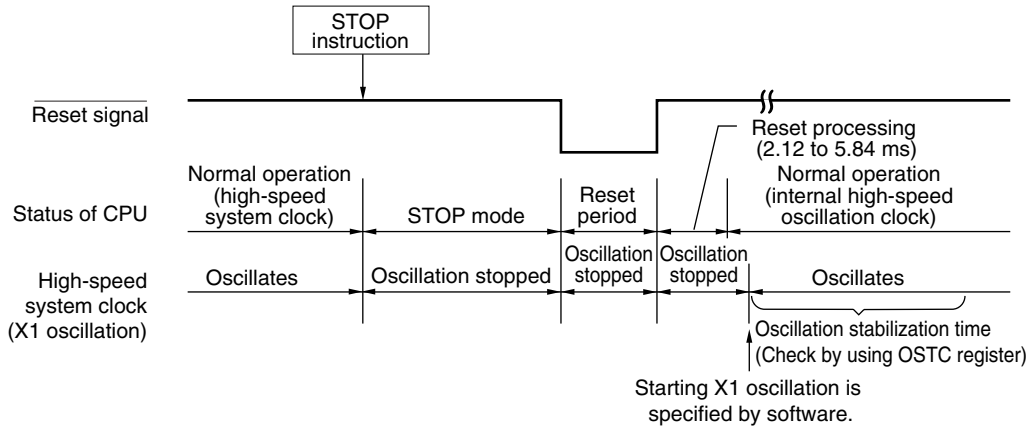 STOP
instruction
Reset signal
Reset processing
(2.12 to 5.84 ms)
Status of CPU
Normal operation
(high-speed
system clock)
STOP mode
Reset
period
Normal operation
(internal high-speed
oscillation clock)
High-speed
system clock
(X1 oscillation)
Oscillates
Oscillation stopped
Oscillation
stopped
Oscillation
stopped
Oscillates
Oscillation stabilization time
(Check by using OSTC register)
Starting X1 oscillation is
specified by software.